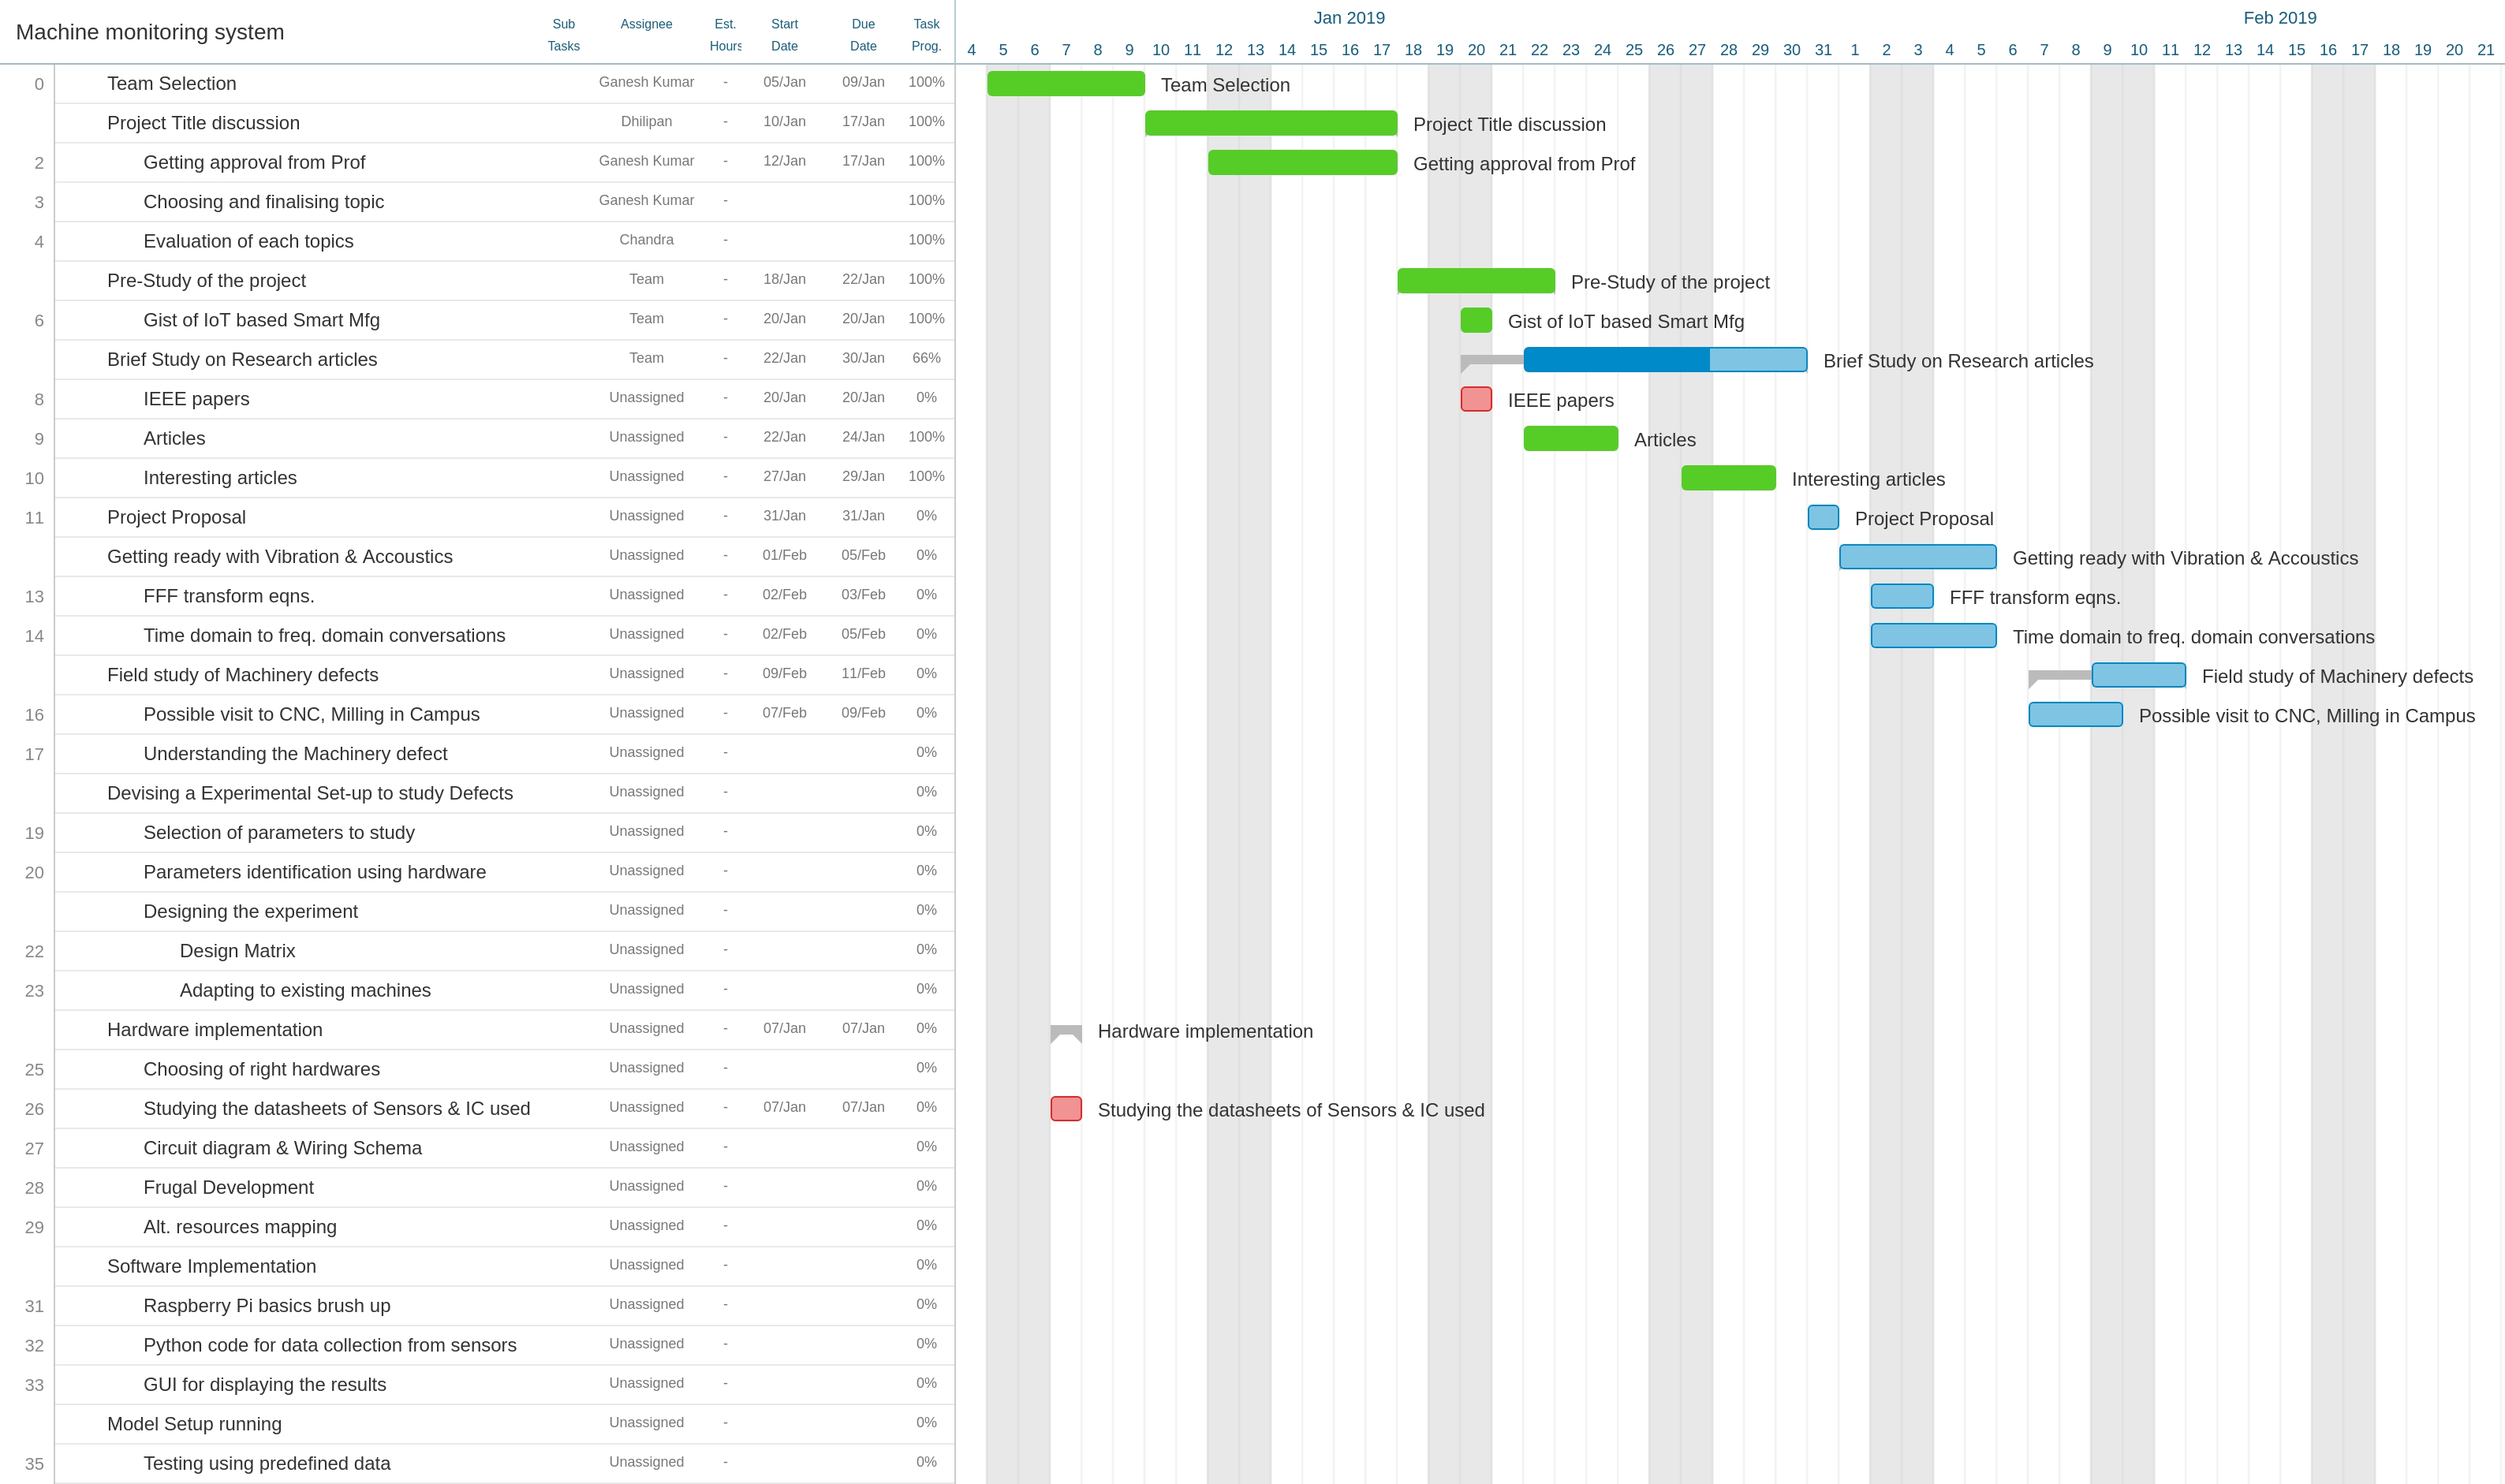 Machine monitoring system
Sub Tasks Assignee Est. Hours Start Date Due Date Task Prog.
Jan 2019 Feb 2019
4 5 6 7 8 9 10 11 12 13 14 15 16 17 18 19 20 21 22 23 24 25 26 27 28 29 30 31 1 2 3 4 5 6 7 8 9 10 11 12 13 14 15 16 17 18 19 20 21
0 Team Selection Ganesh Kumar - 05/Jan 09/Jan 100% Team Selection
Project Title discussion Dhilipan - 10/Jan 17/Jan 100% Project Title discussion
2 Getting approval from Prof Ganesh Kumar - 12/Jan 17/Jan 100% Getting approval from Prof
3 Choosing and finalising topic Ganesh Kumar - 100%
4 Evaluation of each topics Chandra - 100%
Pre-Study of the project Team - 18/Jan 22/Jan 100% Pre-Study of the project
6 Gist of IoT based Smart Mfg Team - 20/Jan 20/Jan 100% Gist of IoT based Smart Mfg
Brief Study on Research articles Team - 22/Jan 30/Jan 66% Brief Study on Research articles
8 IEEE papers Unassigned - 20/Jan 20/Jan 0% IEEE papers
9 Articles Unassigned - 22/Jan 24/Jan 100% Articles
10 Interesting articles Unassigned - 27/Jan 29/Jan 100% Interesting articles
11 Project Proposal Unassigned - 31/Jan 31/Jan 0% Project Proposal
Getting ready with Vibration & Accoustics Unassigned - 01/Feb 05/Feb 0% Getting ready with Vibration & Accoustics
13 FFF transform eqns. Unassigned - 02/Feb 03/Feb 0% FFF transform eqns.
14 Time domain to freq. domain conversations Unassigned - 02/Feb 05/Feb 0% Time domain to freq. domain conversations
Field study of Machinery defects Unassigned - 09/Feb 11/Feb 0% Field study of Machinery defects
16 Possible visit to CNC, Milling in Campus Unassigned - 07/Feb 09/Feb 0% Possible visit to CNC, Milling in Campus
17 Understanding the Machinery defect Unassigned - 0%
Devising a Experimental Set-up to study Defects Unassigned - 0%
19 Selection of parameters to study Unassigned - 0%
20 Parameters identification using hardware Unassigned - 0%
Designing the experiment Unassigned - 0%
22 Design Matrix Unassigned - 0%
23 Adapting to existing machines Unassigned - 0%
Hardware implementation Unassigned - 07/Jan 07/Jan 0% Hardware implementation
25 Choosing of right hardwares Unassigned - 0%
26 Studying the datasheets of Sensors & IC used Unassigned - 07/Jan 07/Jan 0% Studying the datasheets of Sensors & IC used
27 Circuit diagram & Wiring Schema Unassigned - 0%
28 Frugal Development Unassigned - 0%
29 Alt. resources mapping Unassigned - 0%
Software Implementation Unassigned - 0%
31 Raspberry Pi basics brush up Unassigned - 0%
32 Python code for data collection from sensors Unassigned - 0%
33 GUI for displaying the results Unassigned - 0%
Model Setup running Unassigned - 0%
35 Testing using predefined data Unassigned - 0%